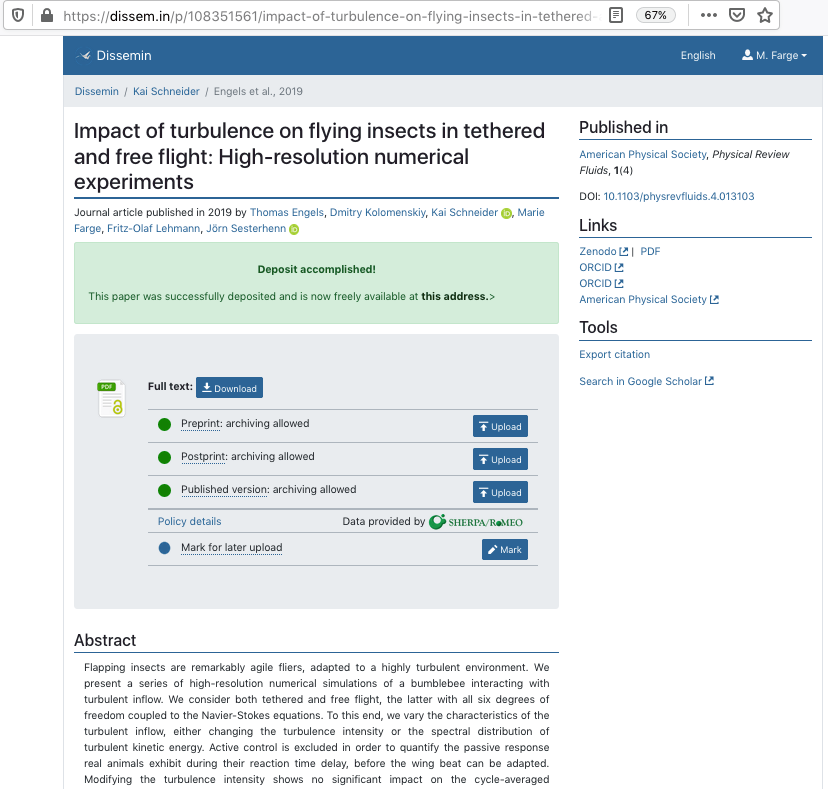 https://dissem.in/p/108351561/impact-of-turbulence-on-flying-insects-in-tethered- 67%
Dissemin English M. Farge
Dissemin / Kai Schneider / Engels et al., 2019
Impact of turbulence on flying insects in tethered
and free flight: High-resolution numerical
experiments
Journal article published in 2019 by Thomas Engels, Dmitry Kolomenskiy, Kai Schneider iD, Marie
Farge, Fritz-Olaf Lehmann, Jörn Sesterhenn iD
Deposit accomplished!
This paper was successfully deposited and is now freely available at this address.>
PDF
Full text: Download
Preprint: archiving allowed Upload
Postprint: archiving allowed Upload
Published version: archiving allowed Upload
Policy details Data provided by SHERPA/RoMEO
Mark for later upload Mark
Abstract
Flapping insects are remarkably agile fliers, adapted to a highly turbulent environment. We
present a series of high-resolution numerical simulations of a bumblebee interacting with
turbulent inflow. We consider both tethered and free flight, the latter with all six degrees of
freedom coupled to the Navier-Stokes equations. To this end, we vary the characteristics of the
turbulent inflow, either changing the turbulence intensity or the spectral distribution of
turbulent kinetic energy. Active control is excluded in order to quantify the passive response
real animals exhibit during their reaction time delay, before the wing beat can be adapted.
Modifying the turbulence intensity shows no significant impact on the cycle-averaged
Published in
American Physical Society, Physical Review
Fluids, 1(4)
DOI: 10.1103/physrevfluids.4.013103
Links
Zenodo | PDF
ORCID
ORCID
American Physical Society
Tools
Export citation
Search in Google Scholar